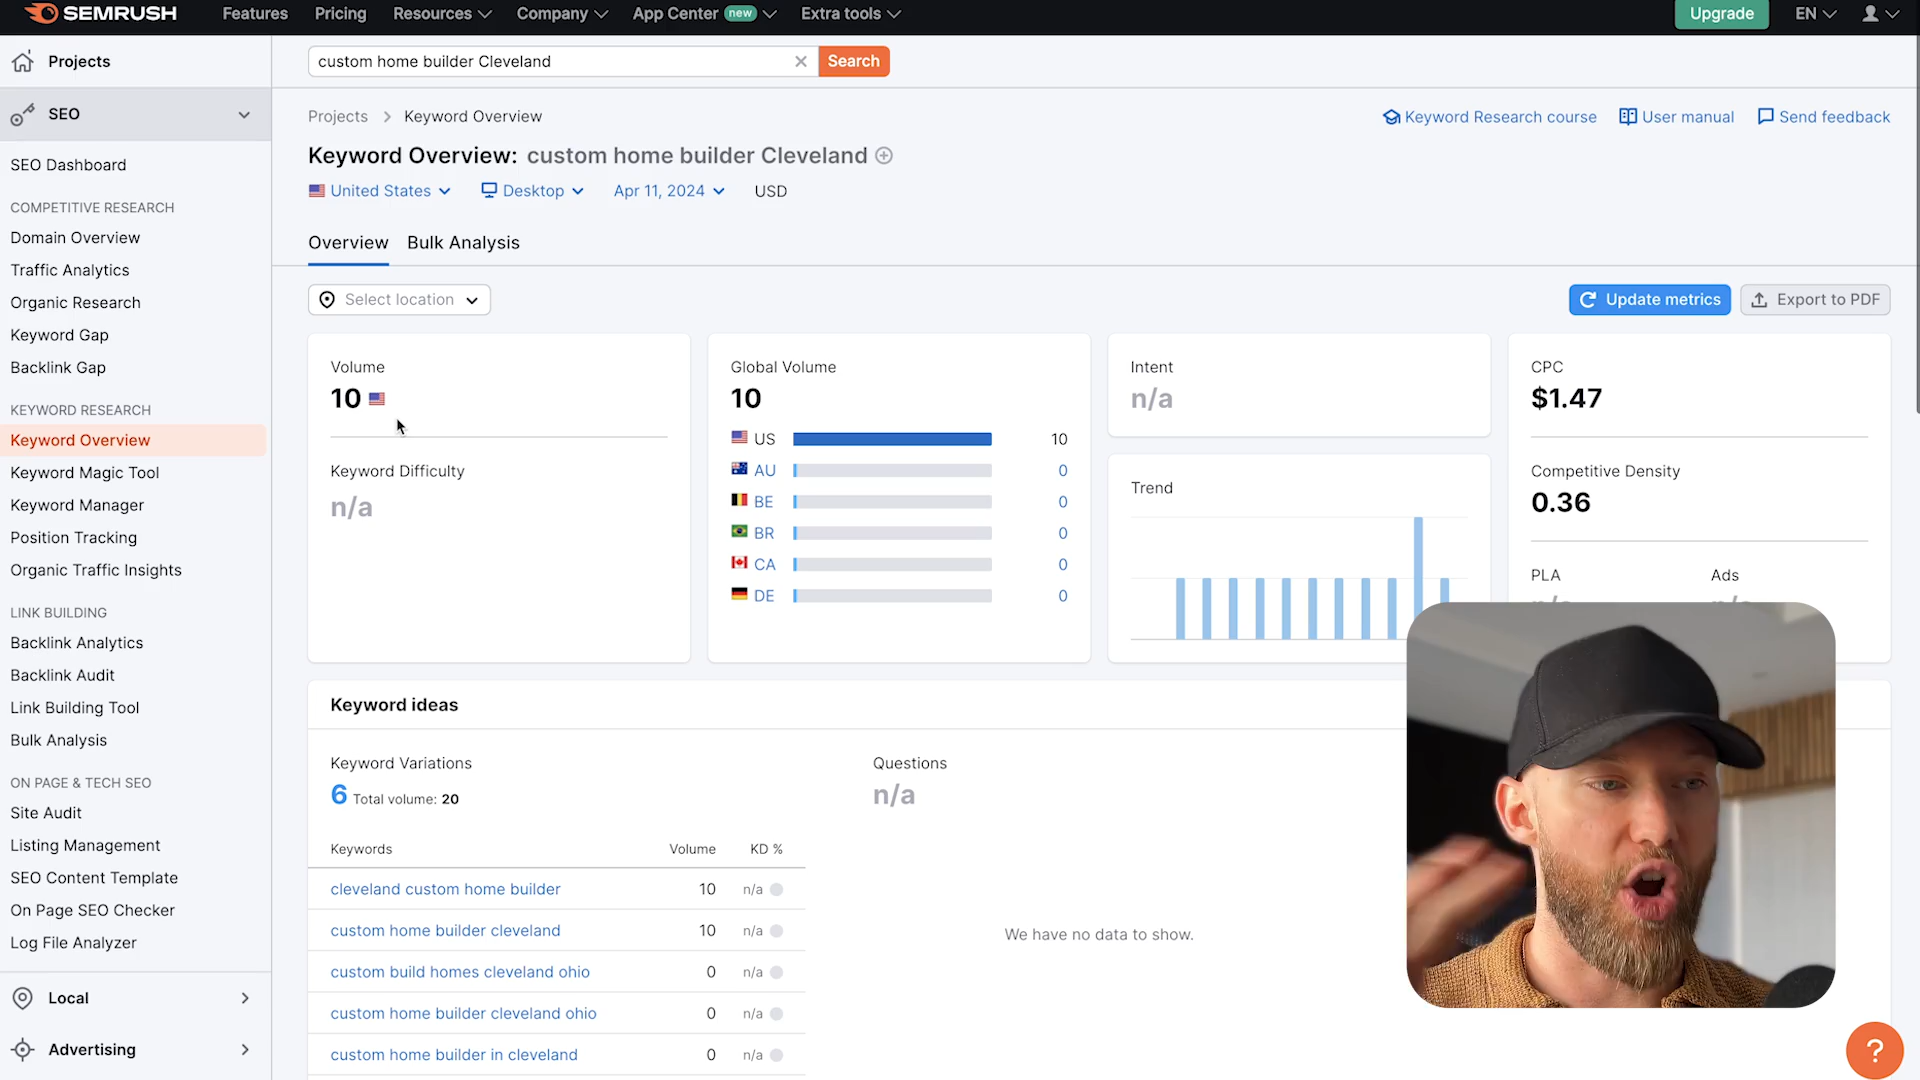 SEMRUSH
Features
Pricing
Resources
Company
App Center new
Extra tools
Upgrade
EN
Projects
SEO
SEO Dashboard
COMPETITIVE RESEARCH
Domain Overview
Traffic Analytics
Organic Research
Keyword Gap
Backlink Gap
KEYWORD RESEARCH
Keyword Overview
Keyword Magic Tool
Keyword Manager
Position Tracking
Organic Traffic Insights
LINK BUILDING
Backlink Analytics
Backlink Audit
Link Building Tool
Bulk Analysis
ON PAGE & TECH SEO
Site Audit
Listing Management
SEO Content Template
On Page SEO Checker
Log File Analyzer
Local
Advertising
custom home builder Cleveland
Search
Projects > Keyword Overview
Keyword Research course
User manual
Send feedback
Keyword Overview: custom home builder Cleveland
United States
Desktop
Apr 11, 2024
USD
Overview
Bulk Analysis
Select location
Update metrics
Export to PDF
Volume
10
Keyword Difficulty
n/a
Global Volume
10
US 10
AU 0
BE 0
BR 0
CA 0
DE 0
Intent
n/a
Trend
CPC
$1.47
Competitive Density
0.36
PLA
Ads
Keyword ideas
Keyword Variations
6 Total volume: 20
Keywords Volume KD %
cleveland custom home builder 10 n/a
custom home builder cleveland 10 n/a
custom build homes cleveland ohio 0 n/a
custom home builder cleveland ohio 0 n/a
custom home builder in cleveland 0 n/a
Questions
n/a
We have no data to show.
?